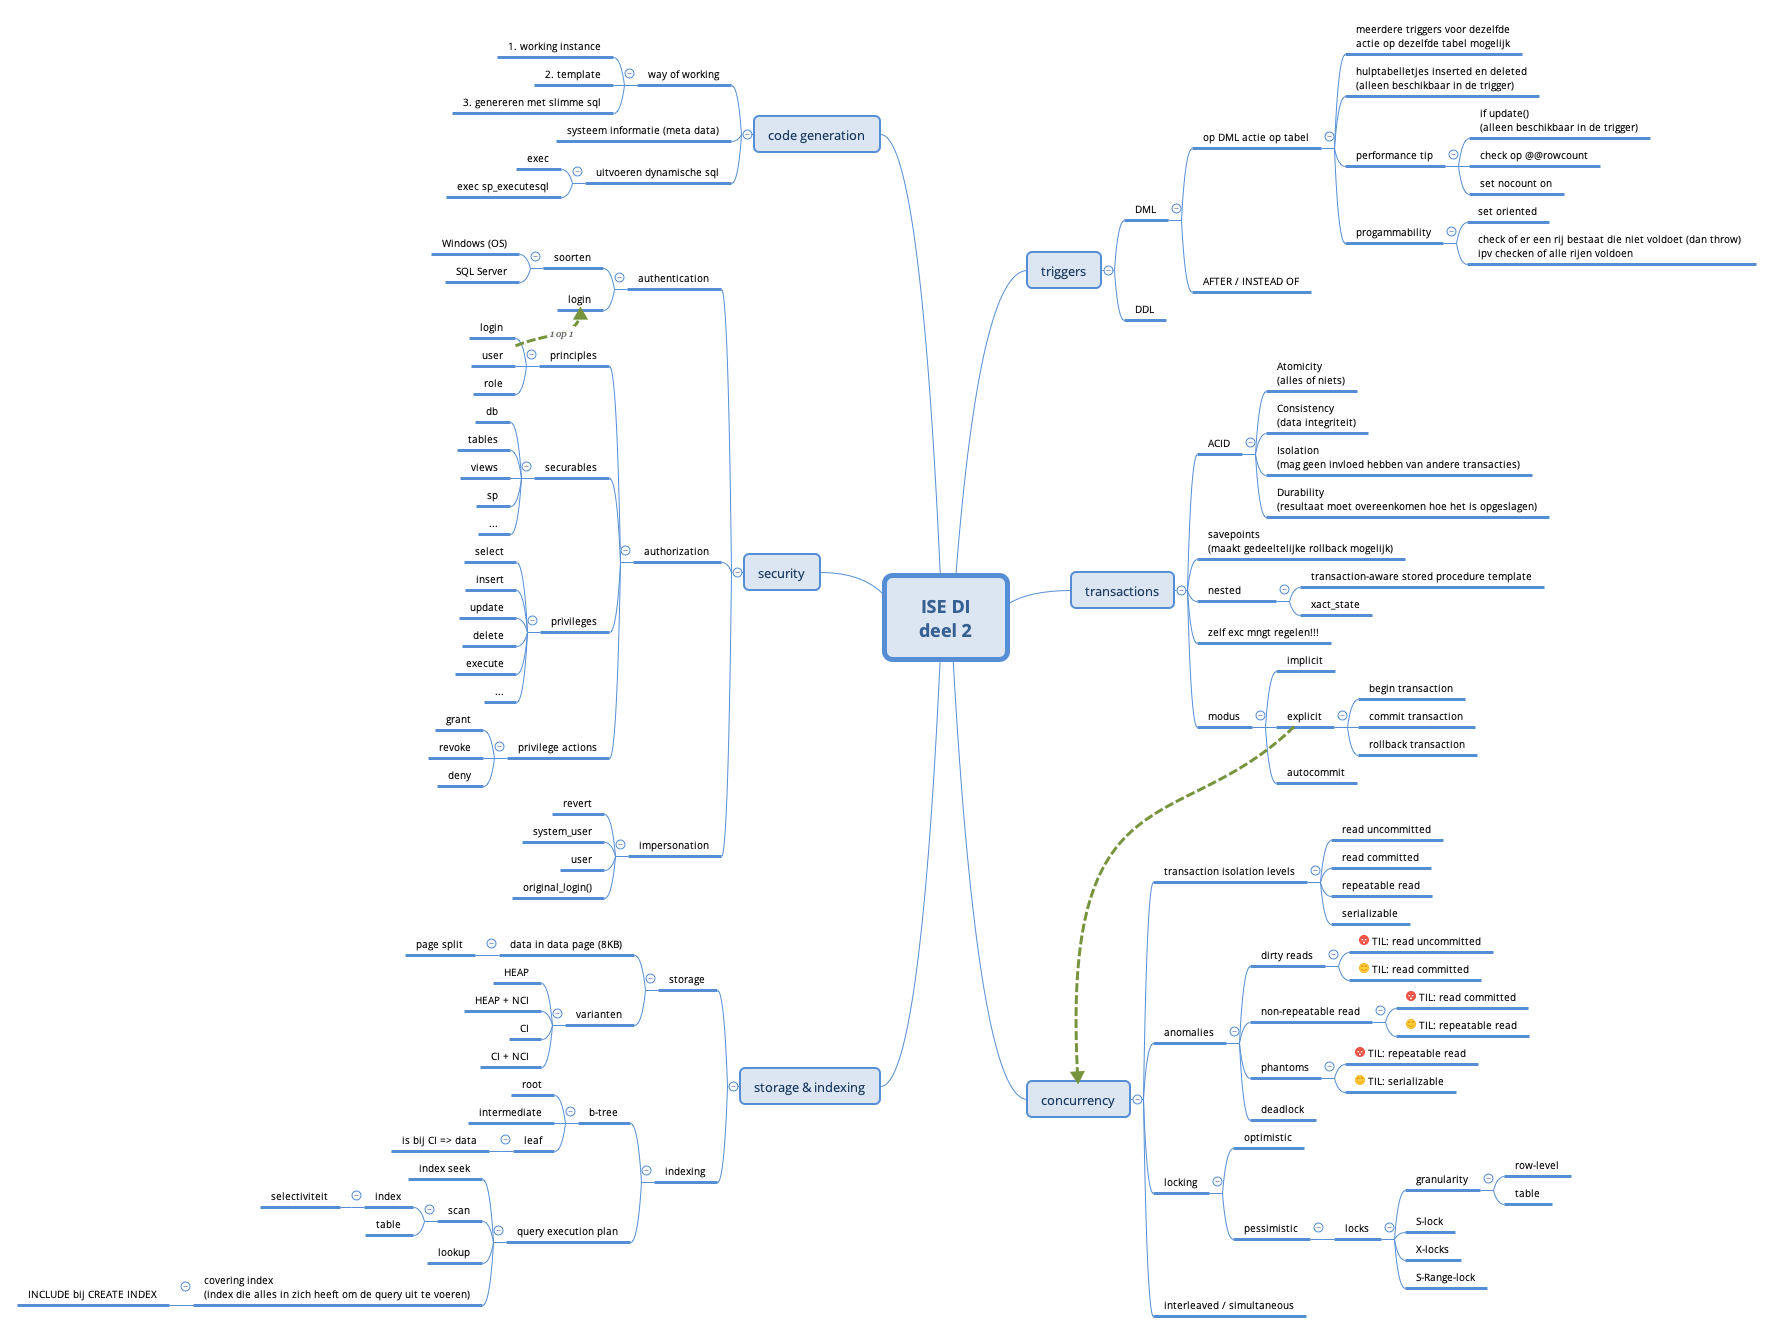 ISE DI
deel 2
code generation
way of working
1. working instance
2. template
3. genereren met slimme sql
systeem informatie (meta data)
uitvoeren dynamische sql
exec
exec sp_executesql
security
authentication
soorten
Windows (OS)
SQL Server
login
1 op 1
authorization
principles
login
user
role
securables
db
tables
views
sp
...
privileges
select
insert
update
delete
execute
...
privilege actions
grant
revoke
deny
impersonation
revert
system_user
user
original_login()
storage & indexing
storage
data in data page (8KB)
page split
varianten
HEAP
HEAP + NCI
CI
CI + NCI
indexing
b-tree
root
intermediate
leaf
is bij CI => data
query execution plan
index seek
scan
index
selectiviteit
table
lookup
covering index
(index die alles in zich heeft om de query uit te voeren)
INCLUDE bij CREATE INDEX
triggers
DML
op DML actie op tabel
meerdere triggers voor dezelfde
actie op dezelfde tabel mogelijk
hulptabelletjes inserted en deleted
(alleen beschikbaar in de trigger)
performance tip
if update()
(alleen beschikbaar in de trigger)
check op @@rowcount
set nocount on
progammability
set oriented
check of er een rij bestaat die niet voldoet (dan throw)
ipv checken of alle rijen voldoen
AFTER / INSTEAD OF
DDL
transactions
ACID
Atomicity
(alles of niets)
Consistency
(data integriteit)
Isolation
(mag geen invloed hebben van andere transacties)
Durability
(resultaat moet overeenkomen hoe het is opgeslagen)
savepoints
(maakt gedeeltelijke rollback mogelijk)
nested
transaction-aware stored procedure template
xact_state
zelf exc mngt regelen!!!
modus
implicit
explicit
begin transaction
commit transaction
rollback transaction
autocommit
concurrency
transaction isolation levels
read uncommitted
read committed
repeatable read
serializable
anomalies
dirty reads
TIL: read uncommitted
TIL: read committed
non-repeatable read
TIL: read committed
TIL: repeatable read
phantoms
TIL: repeatable read
TIL: serializable
deadlock
locking
optimistic
pessimistic
locks
granularity
row-level
table
S-lock
X-locks
S-Range-lock
interleaved / simultaneous